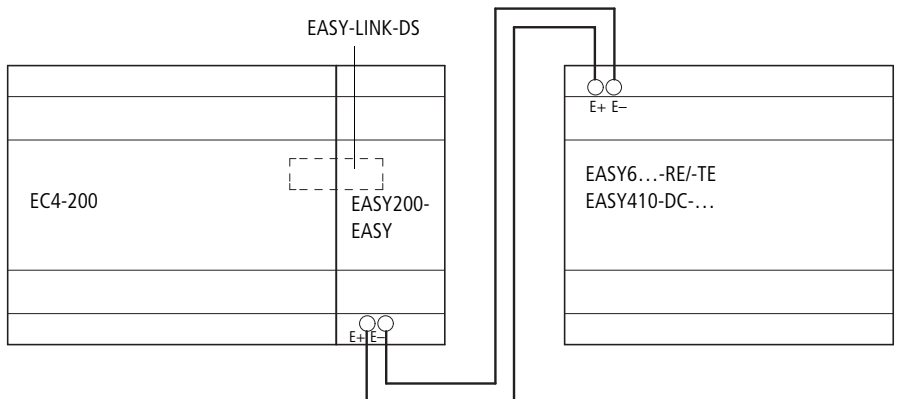 EASY-LINK-DS
E+ E–
EASY6…-RE/-TE
EASY410-DC-…
EC4-200
EASY200-
EASY
E+ E–